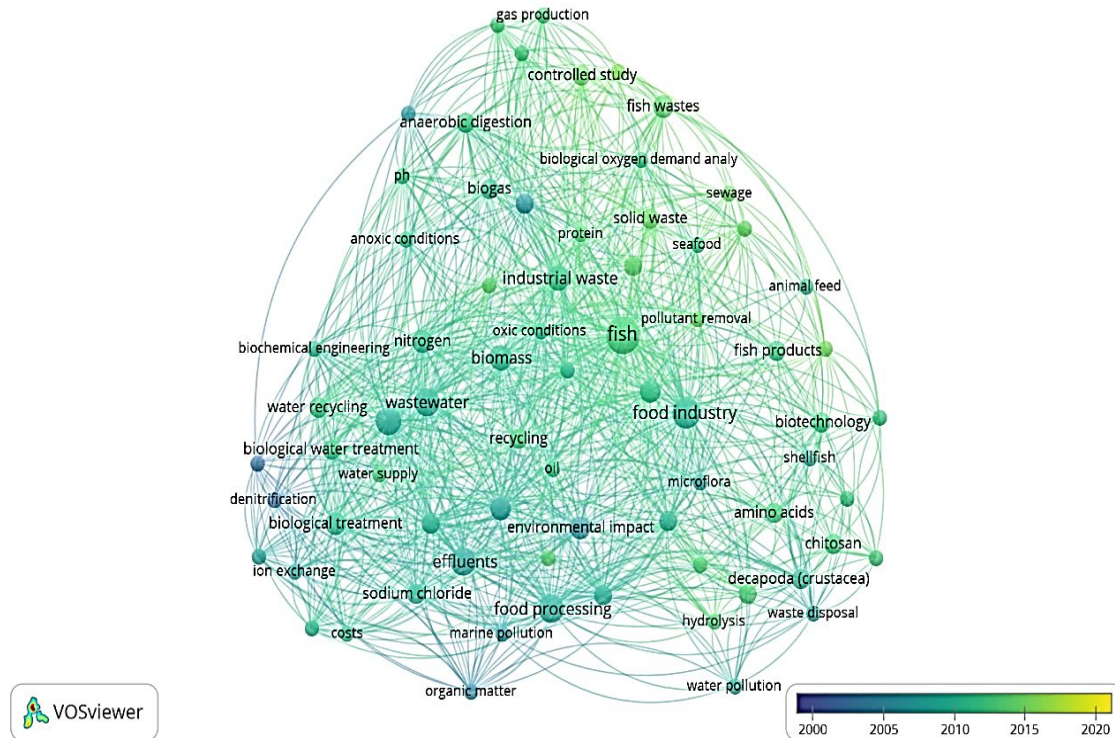 gas production
controlled study
fish wastes
anaerobic digestion
biological oxygen demand analy
ph
biogas
sewage
solid waste
protein
anoxic conditions
seafood
industrial waste
animal feed
pollutant removal
oxic conditions
fish
nitrogen
biochemical engineering
fish products
biomass
wastewater
water recycling
food industry
biotechnology
recycling
biological water treatment
shellfish
oil
water supply
microflora
denitrification
amino acids
biological treatment
environmental impact
chitosan
effluents
ion exchange
decapoda (crustacea)
sodium chloride
food processing
waste disposal
hydrolysis
costs
marine pollution
organic matter
water pollution
VOSviewer
2000 2005 2010 2015 2020